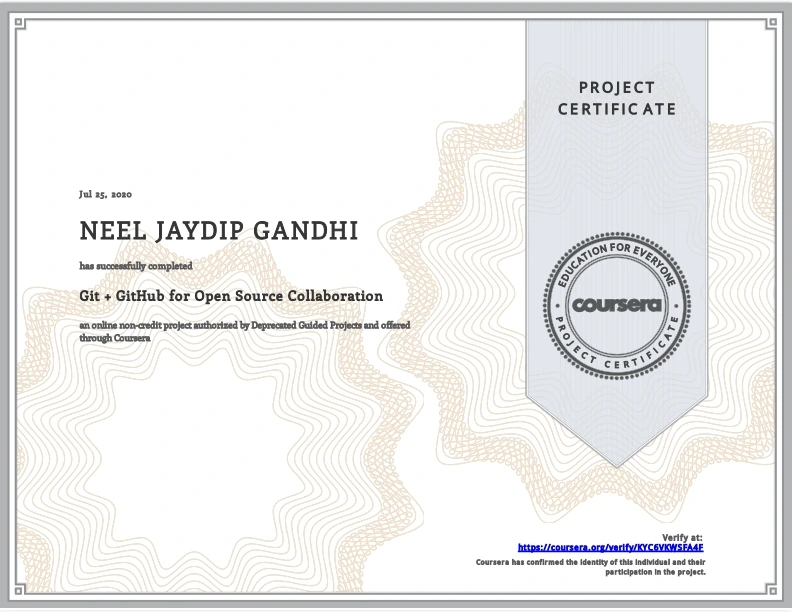 PROJECT
CERTIFICATE
Jul 25, 2020
NEEL JAYDIP GANDHI
has successfully completed
Git + GitHub for Open Source Collaboration
an online non-credit project authorized by Deprecated Guided Projects and offered
through Coursera
EDUCATION FOR EVERYONE
coursera
PROJECT CERTIFICATE
Verify at:
https://coursera.org/verify/KYC6VKWSFA4F
Coursera has confirmed the identity of this individual and their
participation in the project.